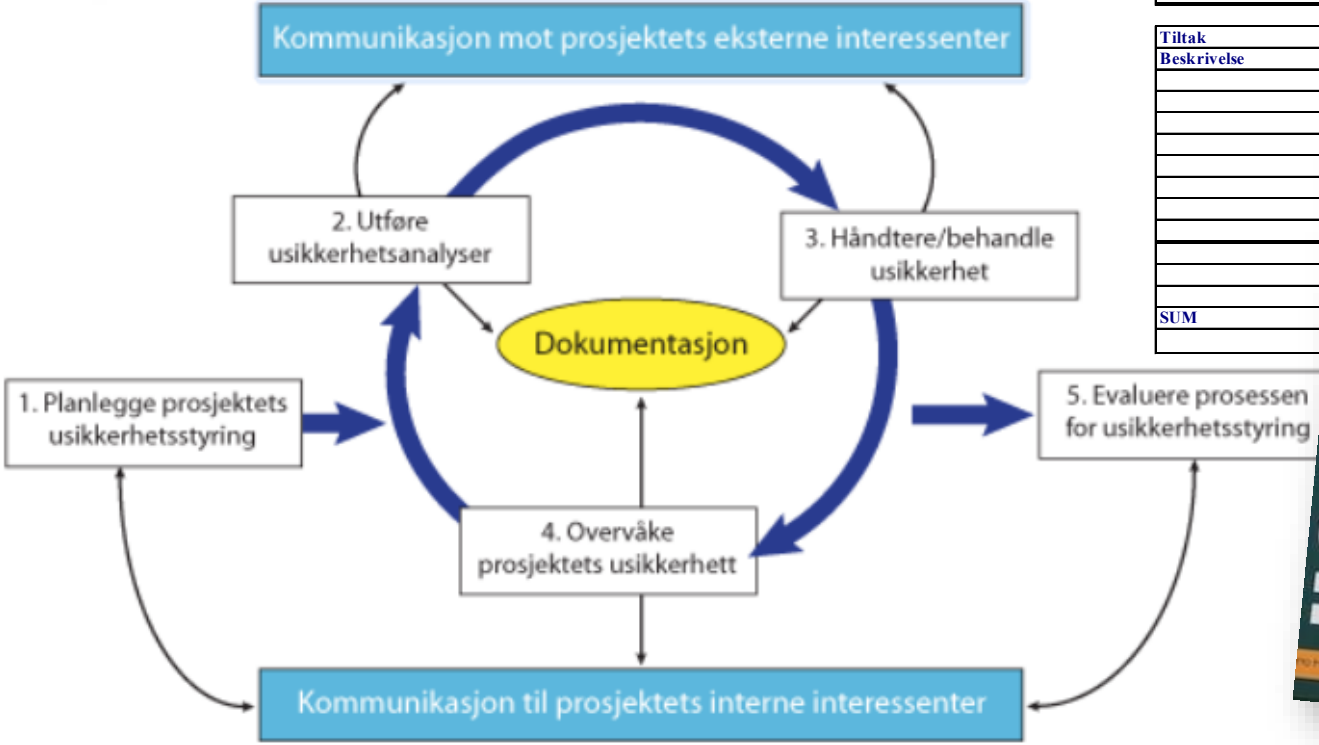 Kommunikasjon mot prosjektets eksterne interessenter
Tiltak
Beskrivelse
2. Utføre
usikkerhetsanalyser
3. Håndtere/behandle
usikkerhet
SUM
Dokumentasjon
1. Planlegge prosjektets
usikkerhetsstyring
5. Evaluere prosessen
for usikkerhetsstyring
4. Overvåke
prosjektets usikkerhett
Kommunikasjon til prosjektets interne interessenter